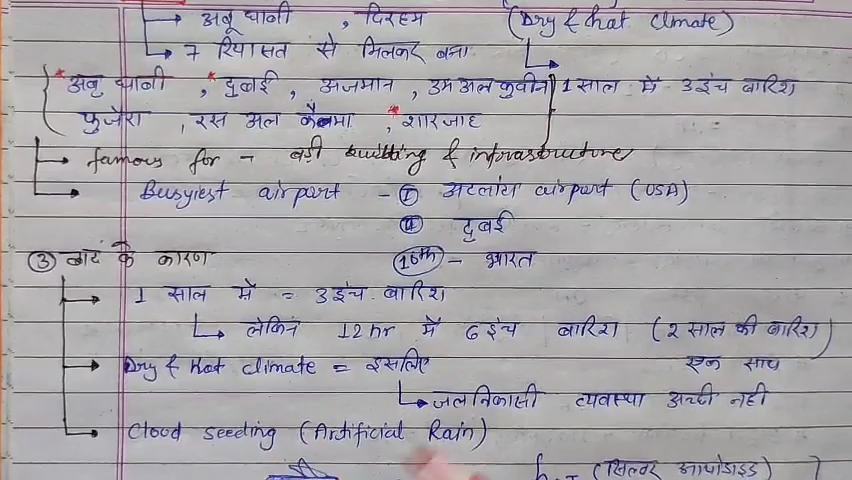 → अबू धाबी , दिरहम (Dry & hot climate)
→ 7 रियासत से मिलकर बना
*अबु धाबी , *दुबई , अजमान , उम अल कुवीन 1 साल में 3 इंच बारिश
फुजैरा , रस अल कैमा , *शारजाह
→ famous for - बड़ी building & infrastructure
→ Busyiest airport - (I) अटलांटा airport (USA)
(II) दुबई
(3) बाढ़ के कारण (16th) - भारत
→ 1 साल में = 3 इंच बारिश
→ लेकिन 12 hr में 6 इंच बारिश (2 साल की बारिश)
→ Dry & hot climate = इसलिए एक साथ
→ जल निकासी व्यवस्था अच्छी नहीं
→ Cloud seeding (Artificial Rain)
(सिल्वर आयोडाइड)